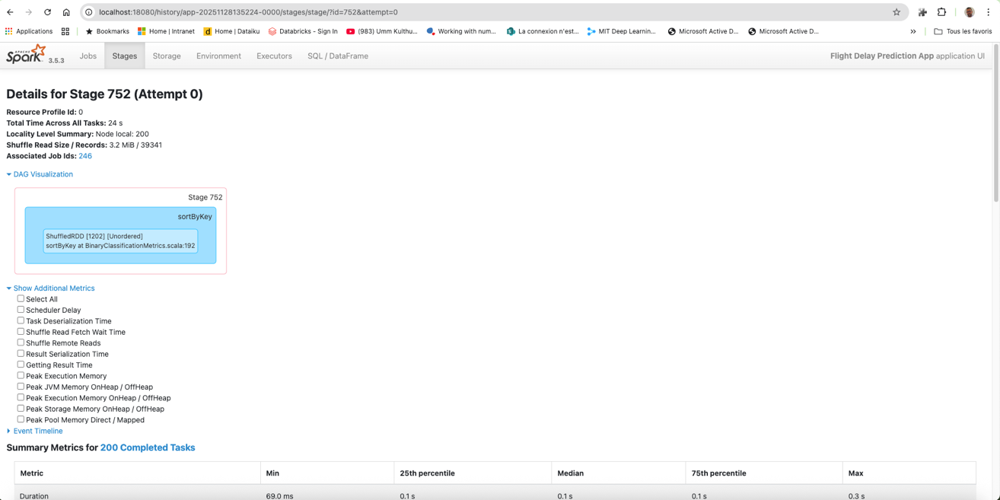 localhost:18080/history/app-20251128135224-0000/stages/stage/?id=752&attempt=0
Applications
Bookmarks
Home | Intranet
Home | Dataiku
Databricks - Sign In
(983) Umm Kulthu...
Working with num...
La connexion n'est...
MIT Deep Learnin...
Microsoft Active D...
Microsoft Active D...
»
Tous les favoris
APACHE
Spark 3.5.3
Jobs
Stages
Storage
Environment
Executors
SQL / DataFrame
Flight Delay Prediction App application UI
Details for Stage 752 (Attempt 0)
Resource Profile Id: 0
Total Time Across All Tasks: 24 s
Locality Level Summary: Node local: 200
Shuffle Read Size / Records: 3.2 MiB / 39341
Associated Job Ids: 246
DAG Visualization
Stage 752
sortByKey
ShuffledRDD [1202] [Unordered]
sortByKey at BinaryClassificationMetrics.scala:192
Show Additional Metrics
Select All
Scheduler Delay
Task Deserialization Time
Shuffle Read Fetch Wait Time
Shuffle Remote Reads
Result Serialization Time
Getting Result Time
Peak Execution Memory
Peak JVM Memory OnHeap / OffHeap
Peak Execution Memory OnHeap / OffHeap
Peak Storage Memory OnHeap / OffHeap
Peak Pool Memory Direct / Mapped
Event Timeline
Summary Metrics for 200 Completed Tasks
Metric Min 25th percentile Median 75th percentile Max
Duration 69.0 ms 0.1 s 0.1 s 0.1 s 0.3 s